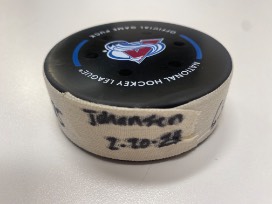 OFFICIAL GAME PUCK
NATIONAL HOCKEY LEAGUE
Johansen
2-20-24